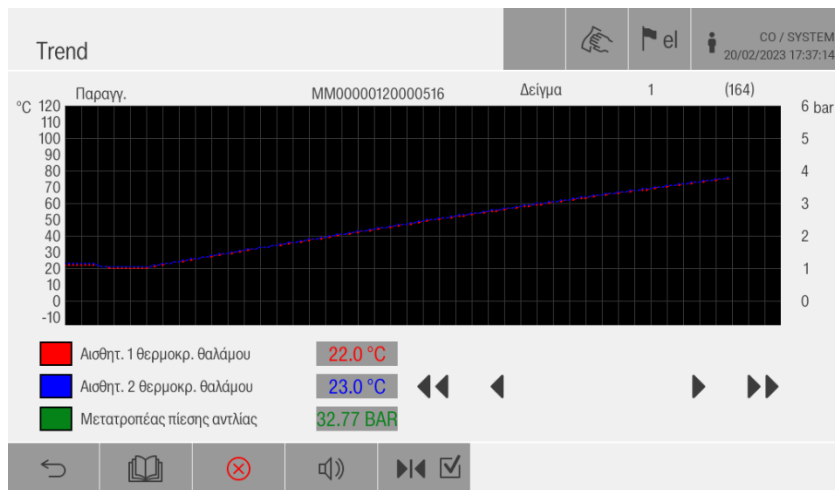 Trend
el
CO / SYSTEM
20/02/2023 17:37:14
Παραγγ. MM00000120000516 Δείγμα 1 (164)
°C 120 6 bar
110
100 5
90
80 4
70
60 3
50
40 2
30
20 1
10
0 0
-10
Αισθητ. 1 θερμοκρ. θαλάμου 22.0 °C
Αισθητ. 2 θερμοκρ. θαλάμου 23.0 °C
Μετατροπέας πίεσης αντλίας 32.77 BAR